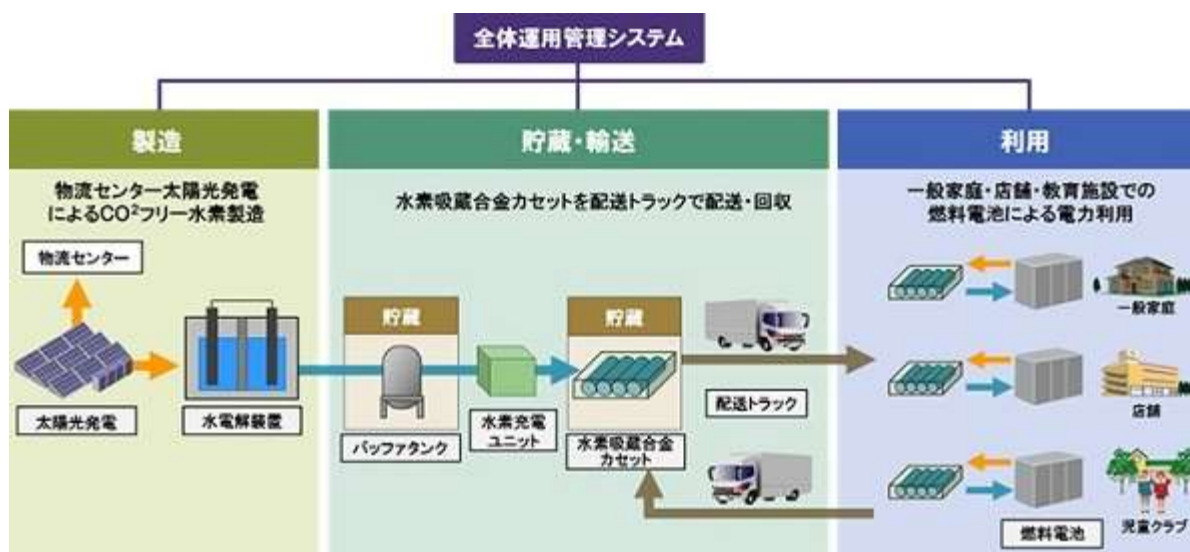 全体運用管理システム
製造
貯蔵・輸送
利用
物流センター太陽光発電
によるCO²フリー水素製造
水素吸蔵合金カセットを配送トラックで配送・回収
一般家庭・店舗・教育施設での
燃料電池による電力利用
物流センター
太陽光発電
水電解装置
貯蔵
バッファタンク
水素充電
ユニット
貯蔵
水素吸蔵合金
カセット
配送トラック
一般家庭
店舗
燃料電池
児童クラブ